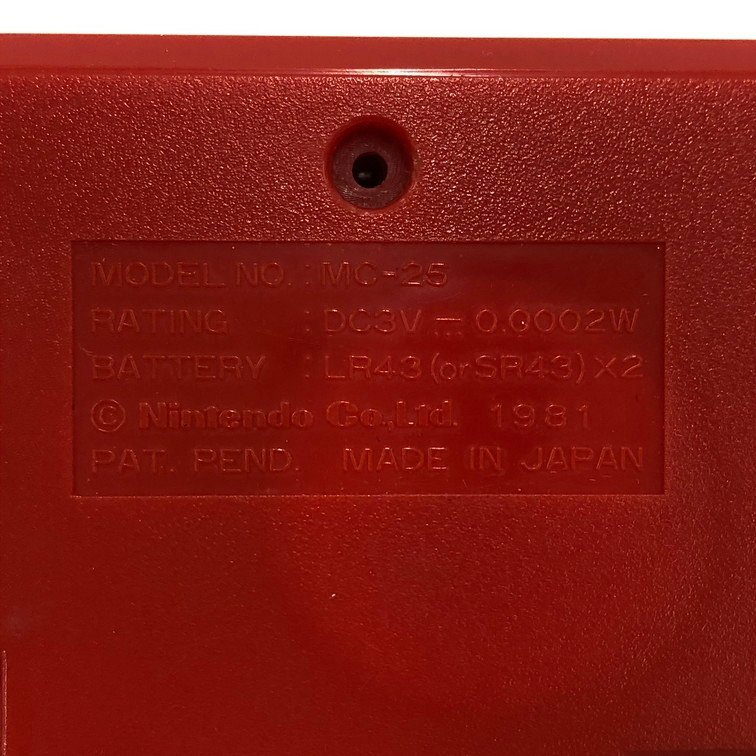 MODEL NO. : MC-25
RATING : DC3V ⎓ 0.0002W
BATTERY : LR43 (or SR43) X2
© Nintendo Co.,Ltd. 1981
PAT. PEND. MADE IN JAPAN